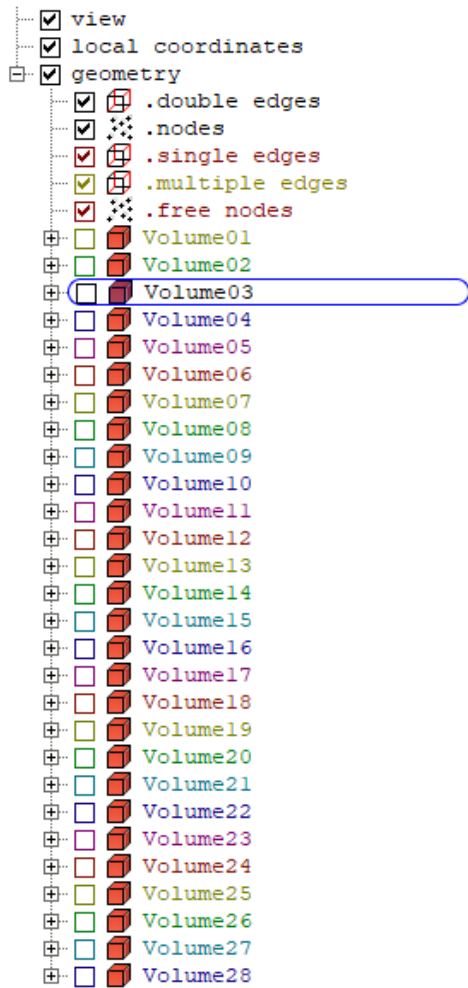 view
local coordinates
geometry
.double edges
.nodes
.single edges
.multiple edges
.free nodes
Volume01
Volume02
Volume03
Volume04
Volume05
Volume06
Volume07
Volume08
Volume09
Volume10
Volume11
Volume12
Volume13
Volume14
Volume15
Volume16
Volume17
Volume18
Volume19
Volume20
Volume21
Volume22
Volume23
Volume24
Volume25
Volume26
Volume27
Volume28